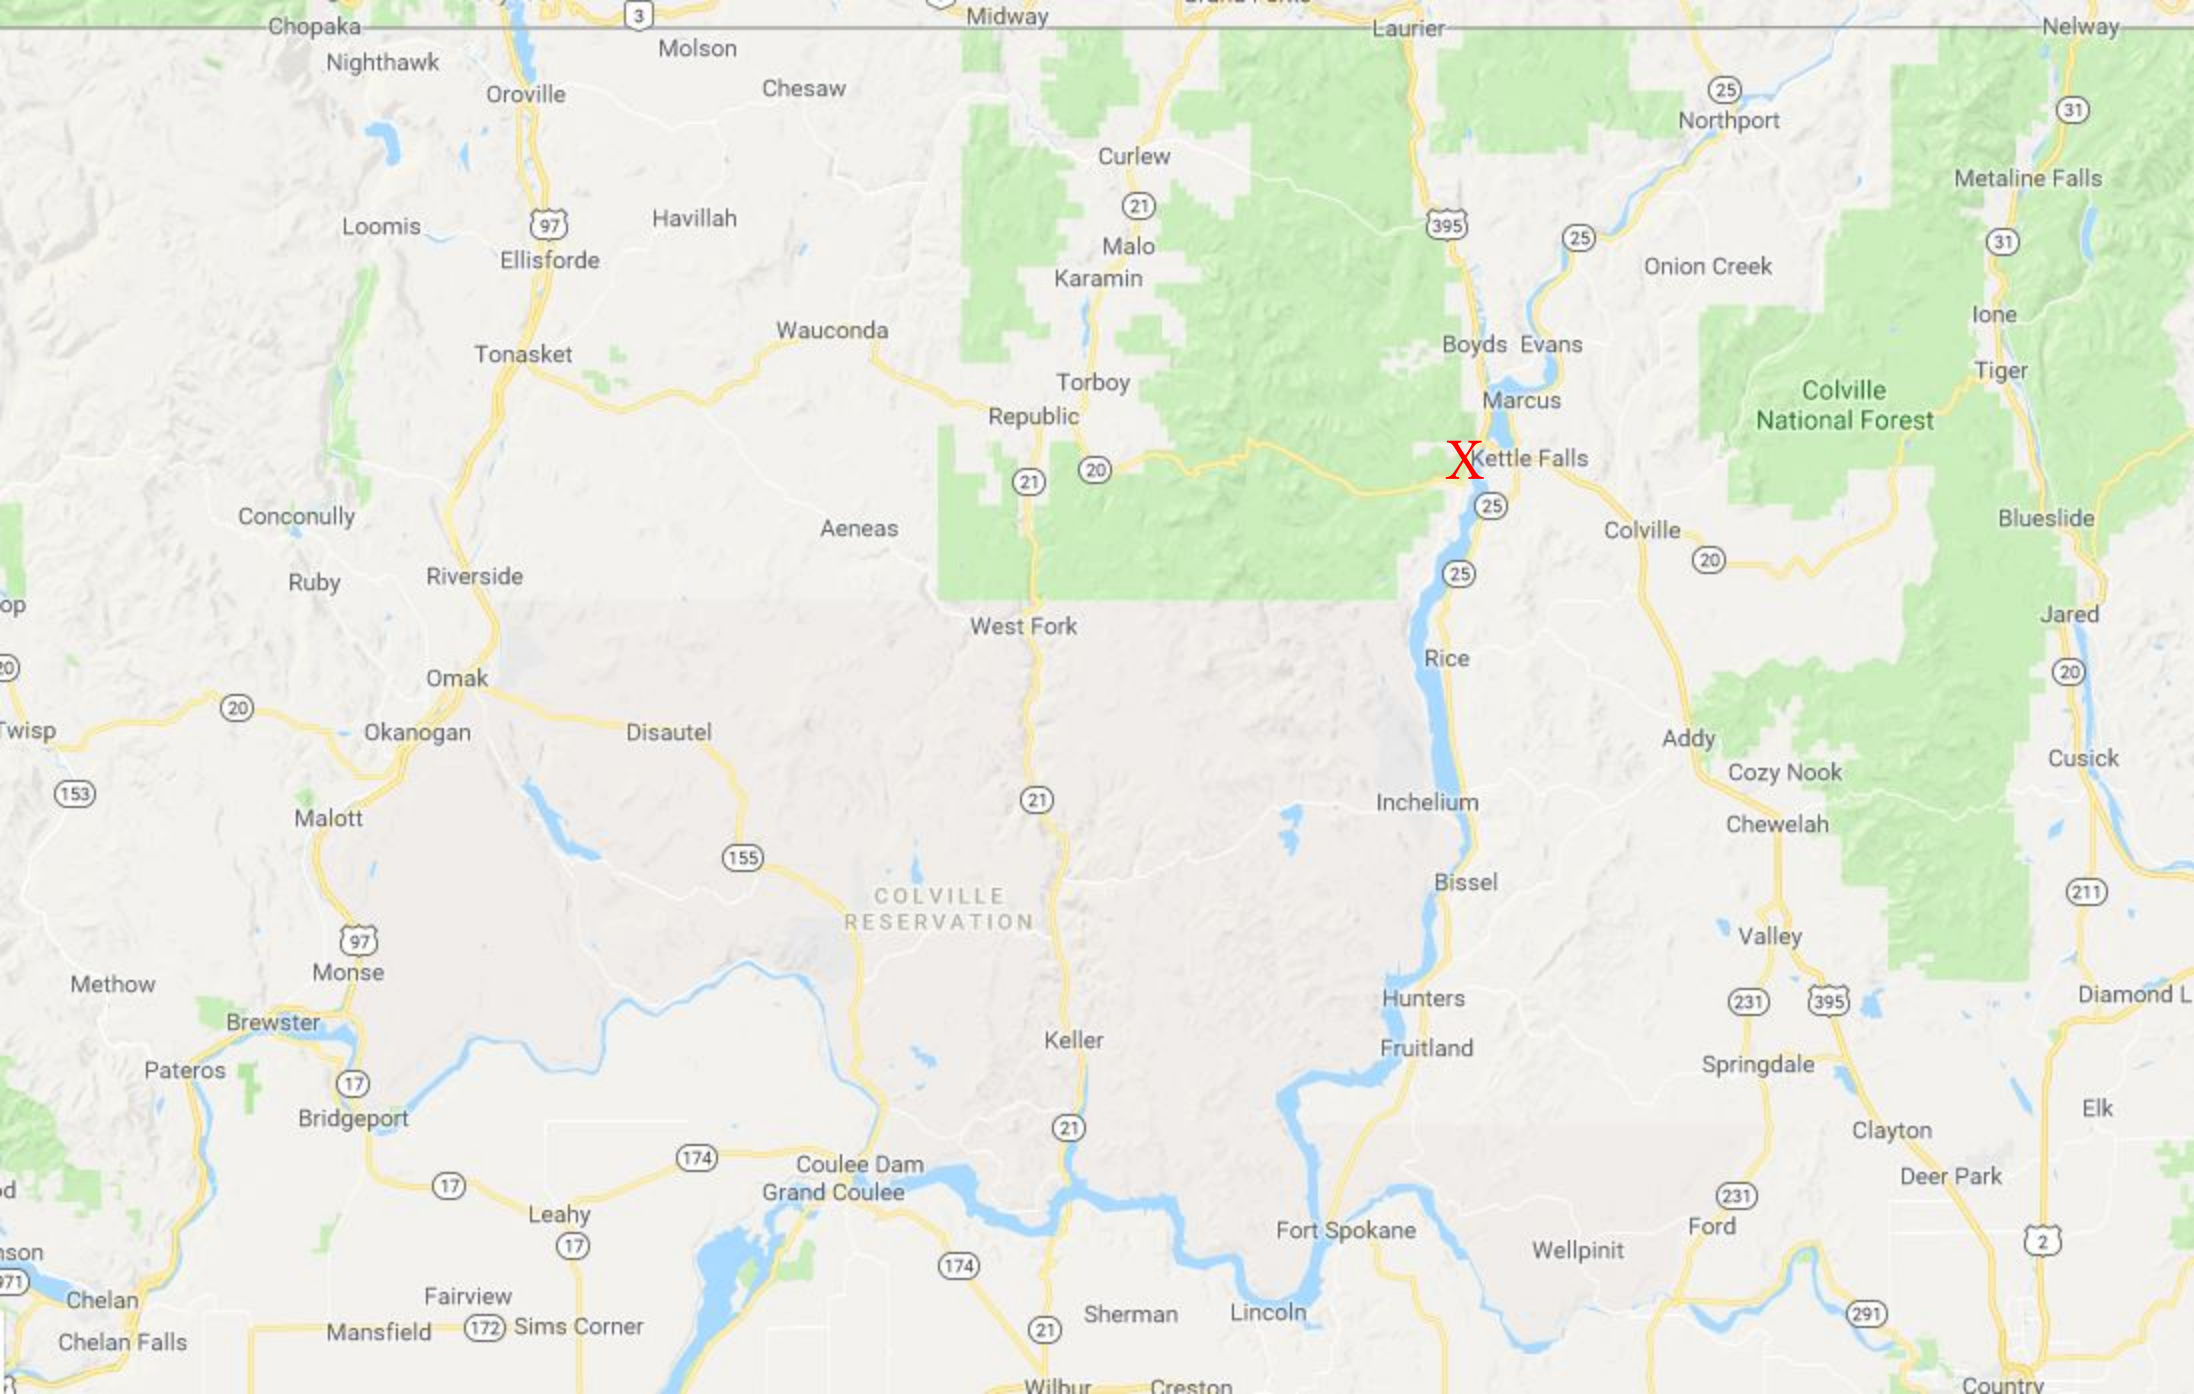 Chopaka
3
Midway
Laurier
Nelway
Nighthawk
Molson
Oroville
Chesaw
25
Northport
31
Curlew
Metaline Falls
21
Loomis
97
Havillah
395
25
31
Ellisforde
Malo
Onion Creek
Karamin
Ione
Wauconda
Boyds
Evans
Tonasket
Tiger
Torboy
Marcus
Colville
National Forest
Republic
X
Kettle Falls
20
21
25
Conconully
Aeneas
Colville
Blueslide
20
25
Ruby
Riverside
op
West Fork
Jared
Rice
20
Omak
20
20
Twisp
Okanogan
Disautel
Addy
Cusick
153
Cozy Nook
21
Inchelium
Malott
Chewelah
155
Bissel
211
COLVILLE
RESERVATION
97
Valley
Monse
Methow
Hunters
231
395
Diamond L
Brewster
Keller
Fruitland
Pateros
Springdale
17
Elk
Bridgeport
21
Clayton
174
Coulee Dam
Deer Park
17
Grand Coulee
231
Leahy
Fort Spokane
Ford
17
Wellpinit
2
nson
174
971
Chelan
Fairview
Sherman
Lincoln
291
Mansfield
172
Sims Corner
21
Chelan Falls
Wilbur
Creston
Country